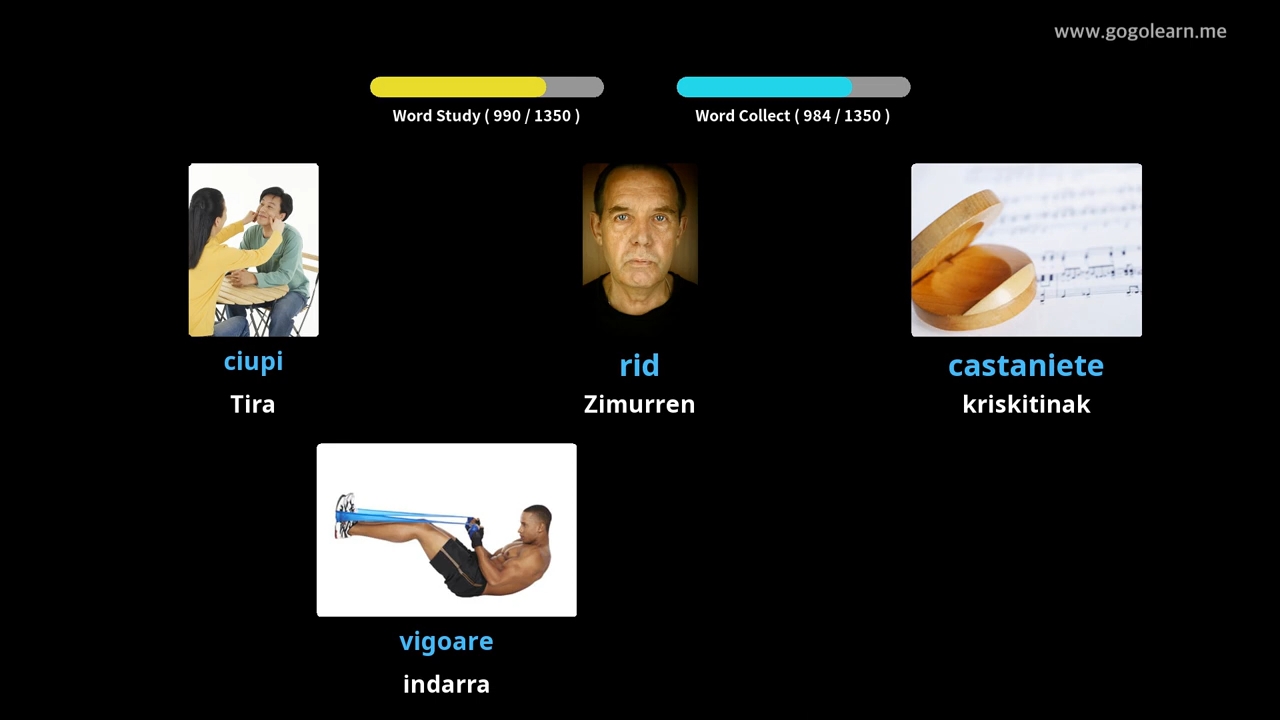 www.gogolearn.me
Word Study ( 990 / 1350 )
Word Collect ( 984 / 1350 )
ciupi
Tira
rid
Zimurren
castaniete
kriskitinak
vigoare
indarra